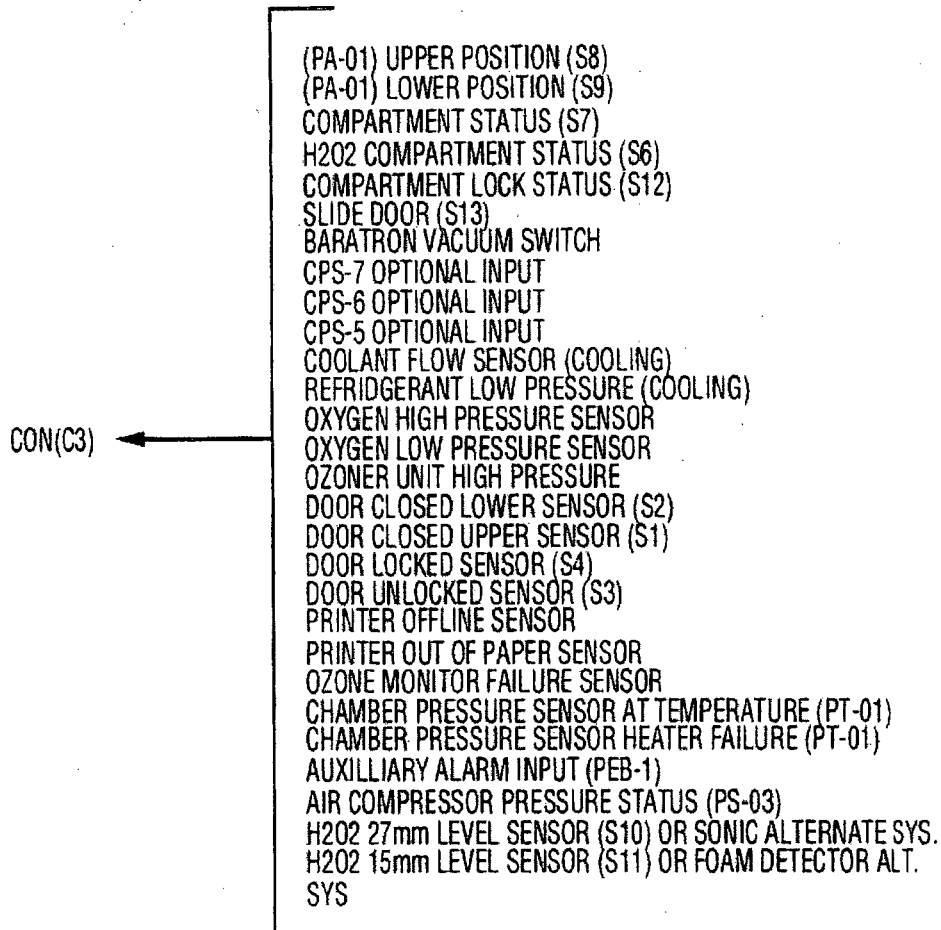 (PA-01) UPPER POSITION (S8)
(PA-01) LOWER POSITION (S9)
COMPARTMENT STATUS (S7)
H202 COMPARTMENT STATUS (S6)
COMPARTMENT LOCK STATUS (S12)
SLIDE DOOR (S13)
BARATRON VACUUM SWITCH
CPS-7 OPTIONAL INPUT
CPS-6 OPTIONAL INPUT
CPS-5 OPTIONAL INPUT
COOLANT FLOW SENSOR (COOLING)
REFRIDGERANT LOW PRESSURE (COOLING)
OXYGEN HIGH PRESSURE SENSOR
CON(C3)
OXYGEN LOW PRESSURE SENSOR
OZONER UNIT HIGH PRESSURE
DOOR CLOSED LOWER SENSOR (S2)
DOOR CLOSED UPPER SENSOR (S1)
DOOR LOCKED SENSOR (S4)
DOOR UNLOCKED SENSOR (S3)
PRINTER OFFLINE SENSOR
PRINTER OUT OF PAPER SENSOR
OZONE MONITOR FAILURE SENSOR
CHAMBER PRESSURE SENSOR AT TEMPERATURE (PT-01)
CHAMBER PRESSURE SENSOR HEATER FAILURE (PT-01)
AUXILLIARY ALARM INPUT (PEB-1)
AIR COMPRESSOR PRESSURE STATUS (PS-03)
H202 27mm LEVEL SENSOR (S10) OR SONIC ALTERNATE SYS.
H202 15mm LEVEL SENSOR (S11) OR FOAM DETECTOR ALT.
SYS